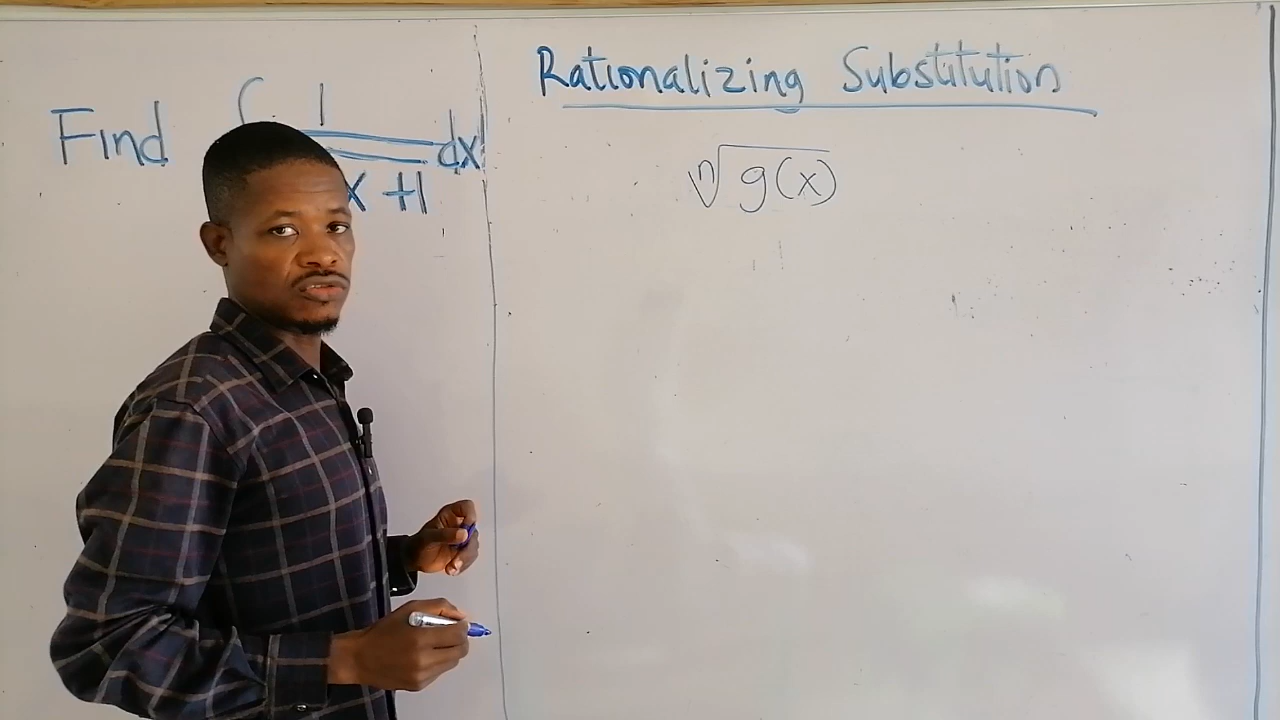 Find ∫ 1 dx
x + 1
Rationalizing Substitution
ⁿ√g(x)